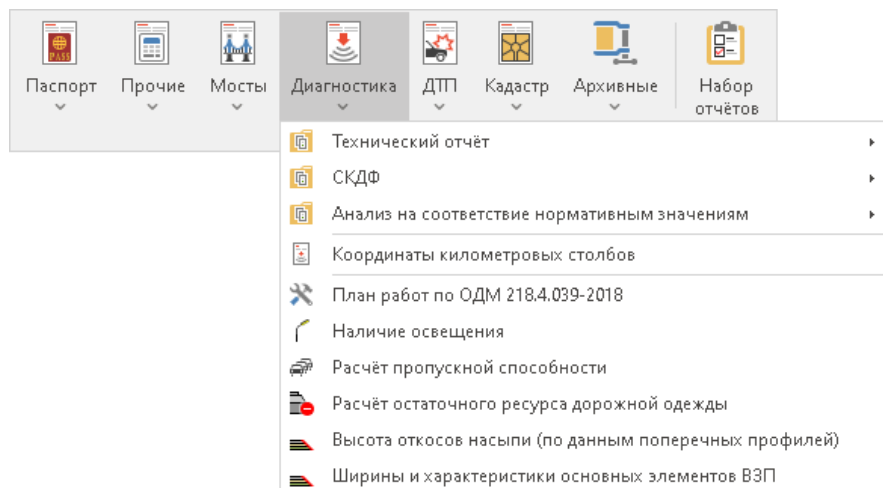 Паспорт
Прочие
Мосты
Диагностика
ДТП
Кадастр
Архивные
Набор
отчётов
Технический отчёт
СКДФ
Анализ на соответствие нормативным значениям
Координаты километровых столбов
План работ по ОДМ 218.4.039-2018
Наличие освещения
Расчёт пропускной способности
Расчёт остаточного ресурса дорожной одежды
Высота откосов насыпи (по данным поперечных профилей)
Ширины и характеристики основных элементов ВЗП